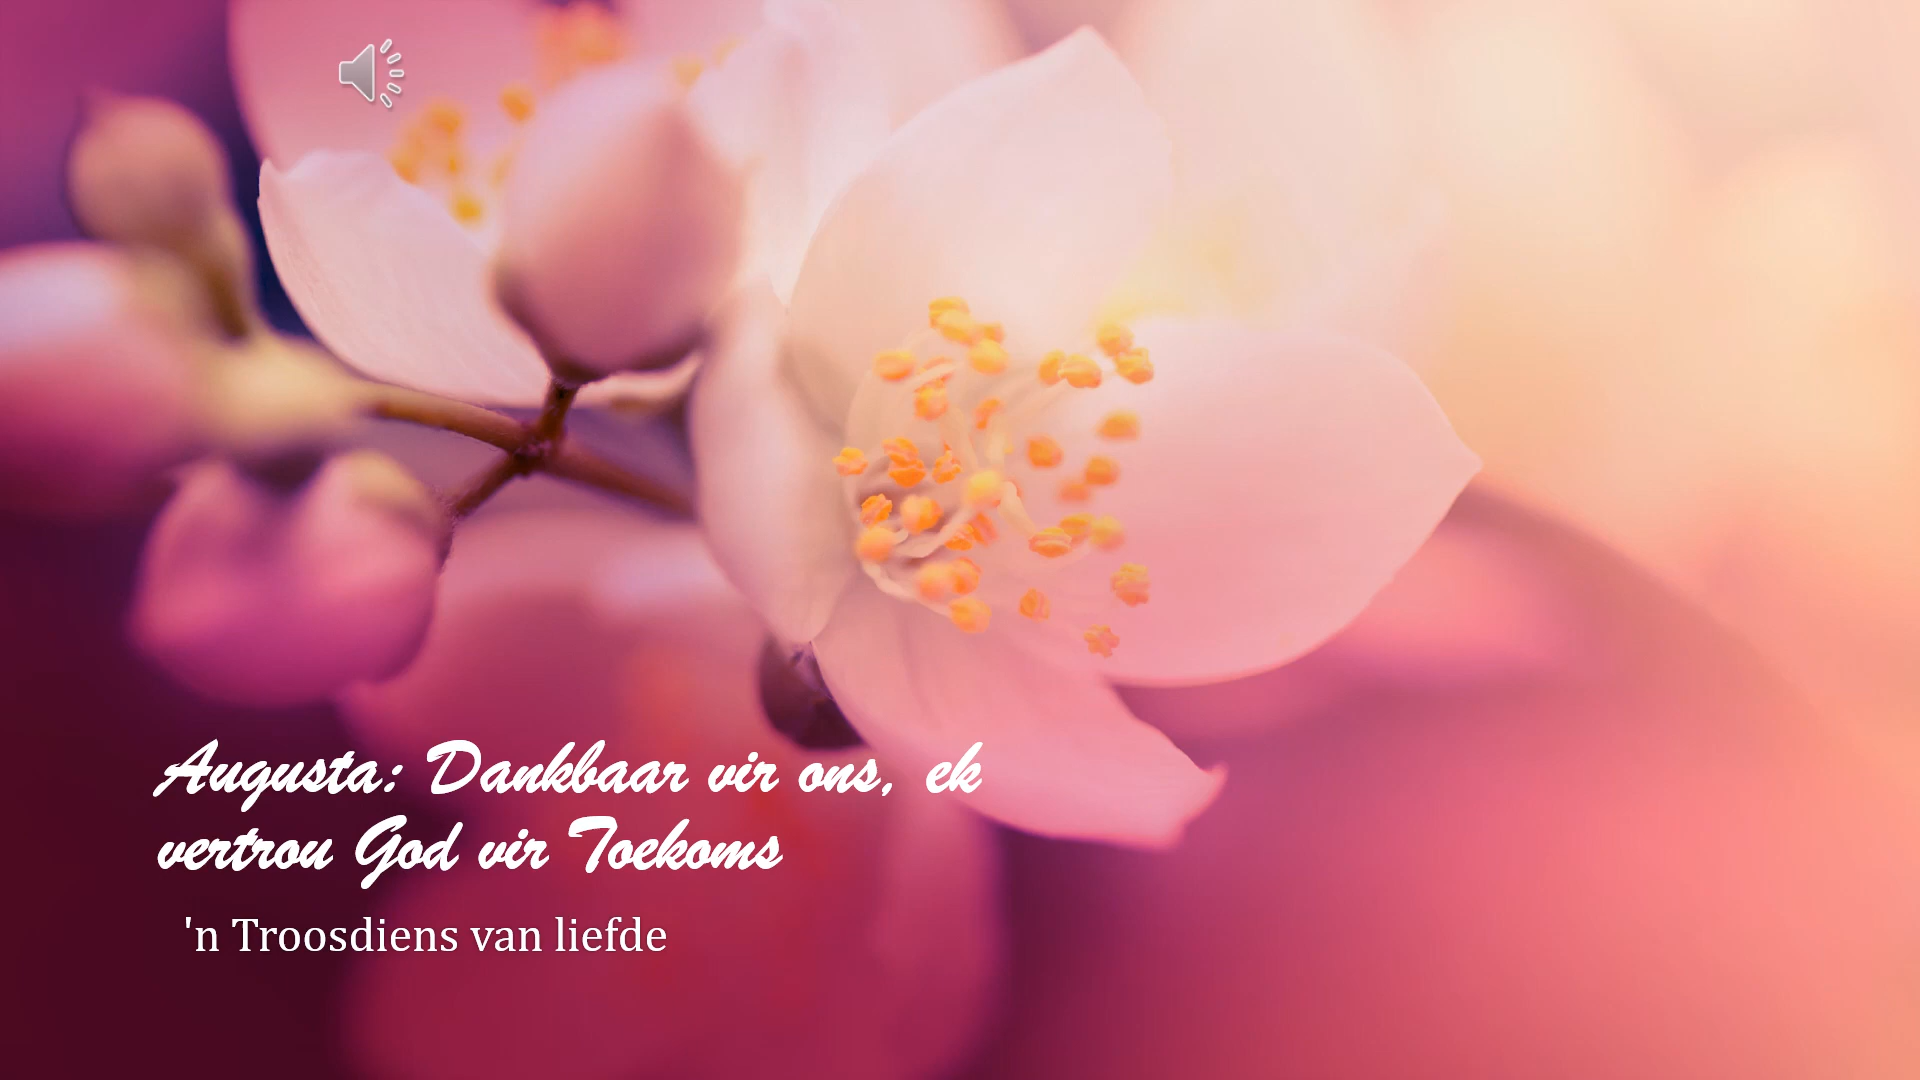 Augusta: Dankbaar vir ons, ek
vertrou God vir Toekoms
'n Troosdiens van liefde